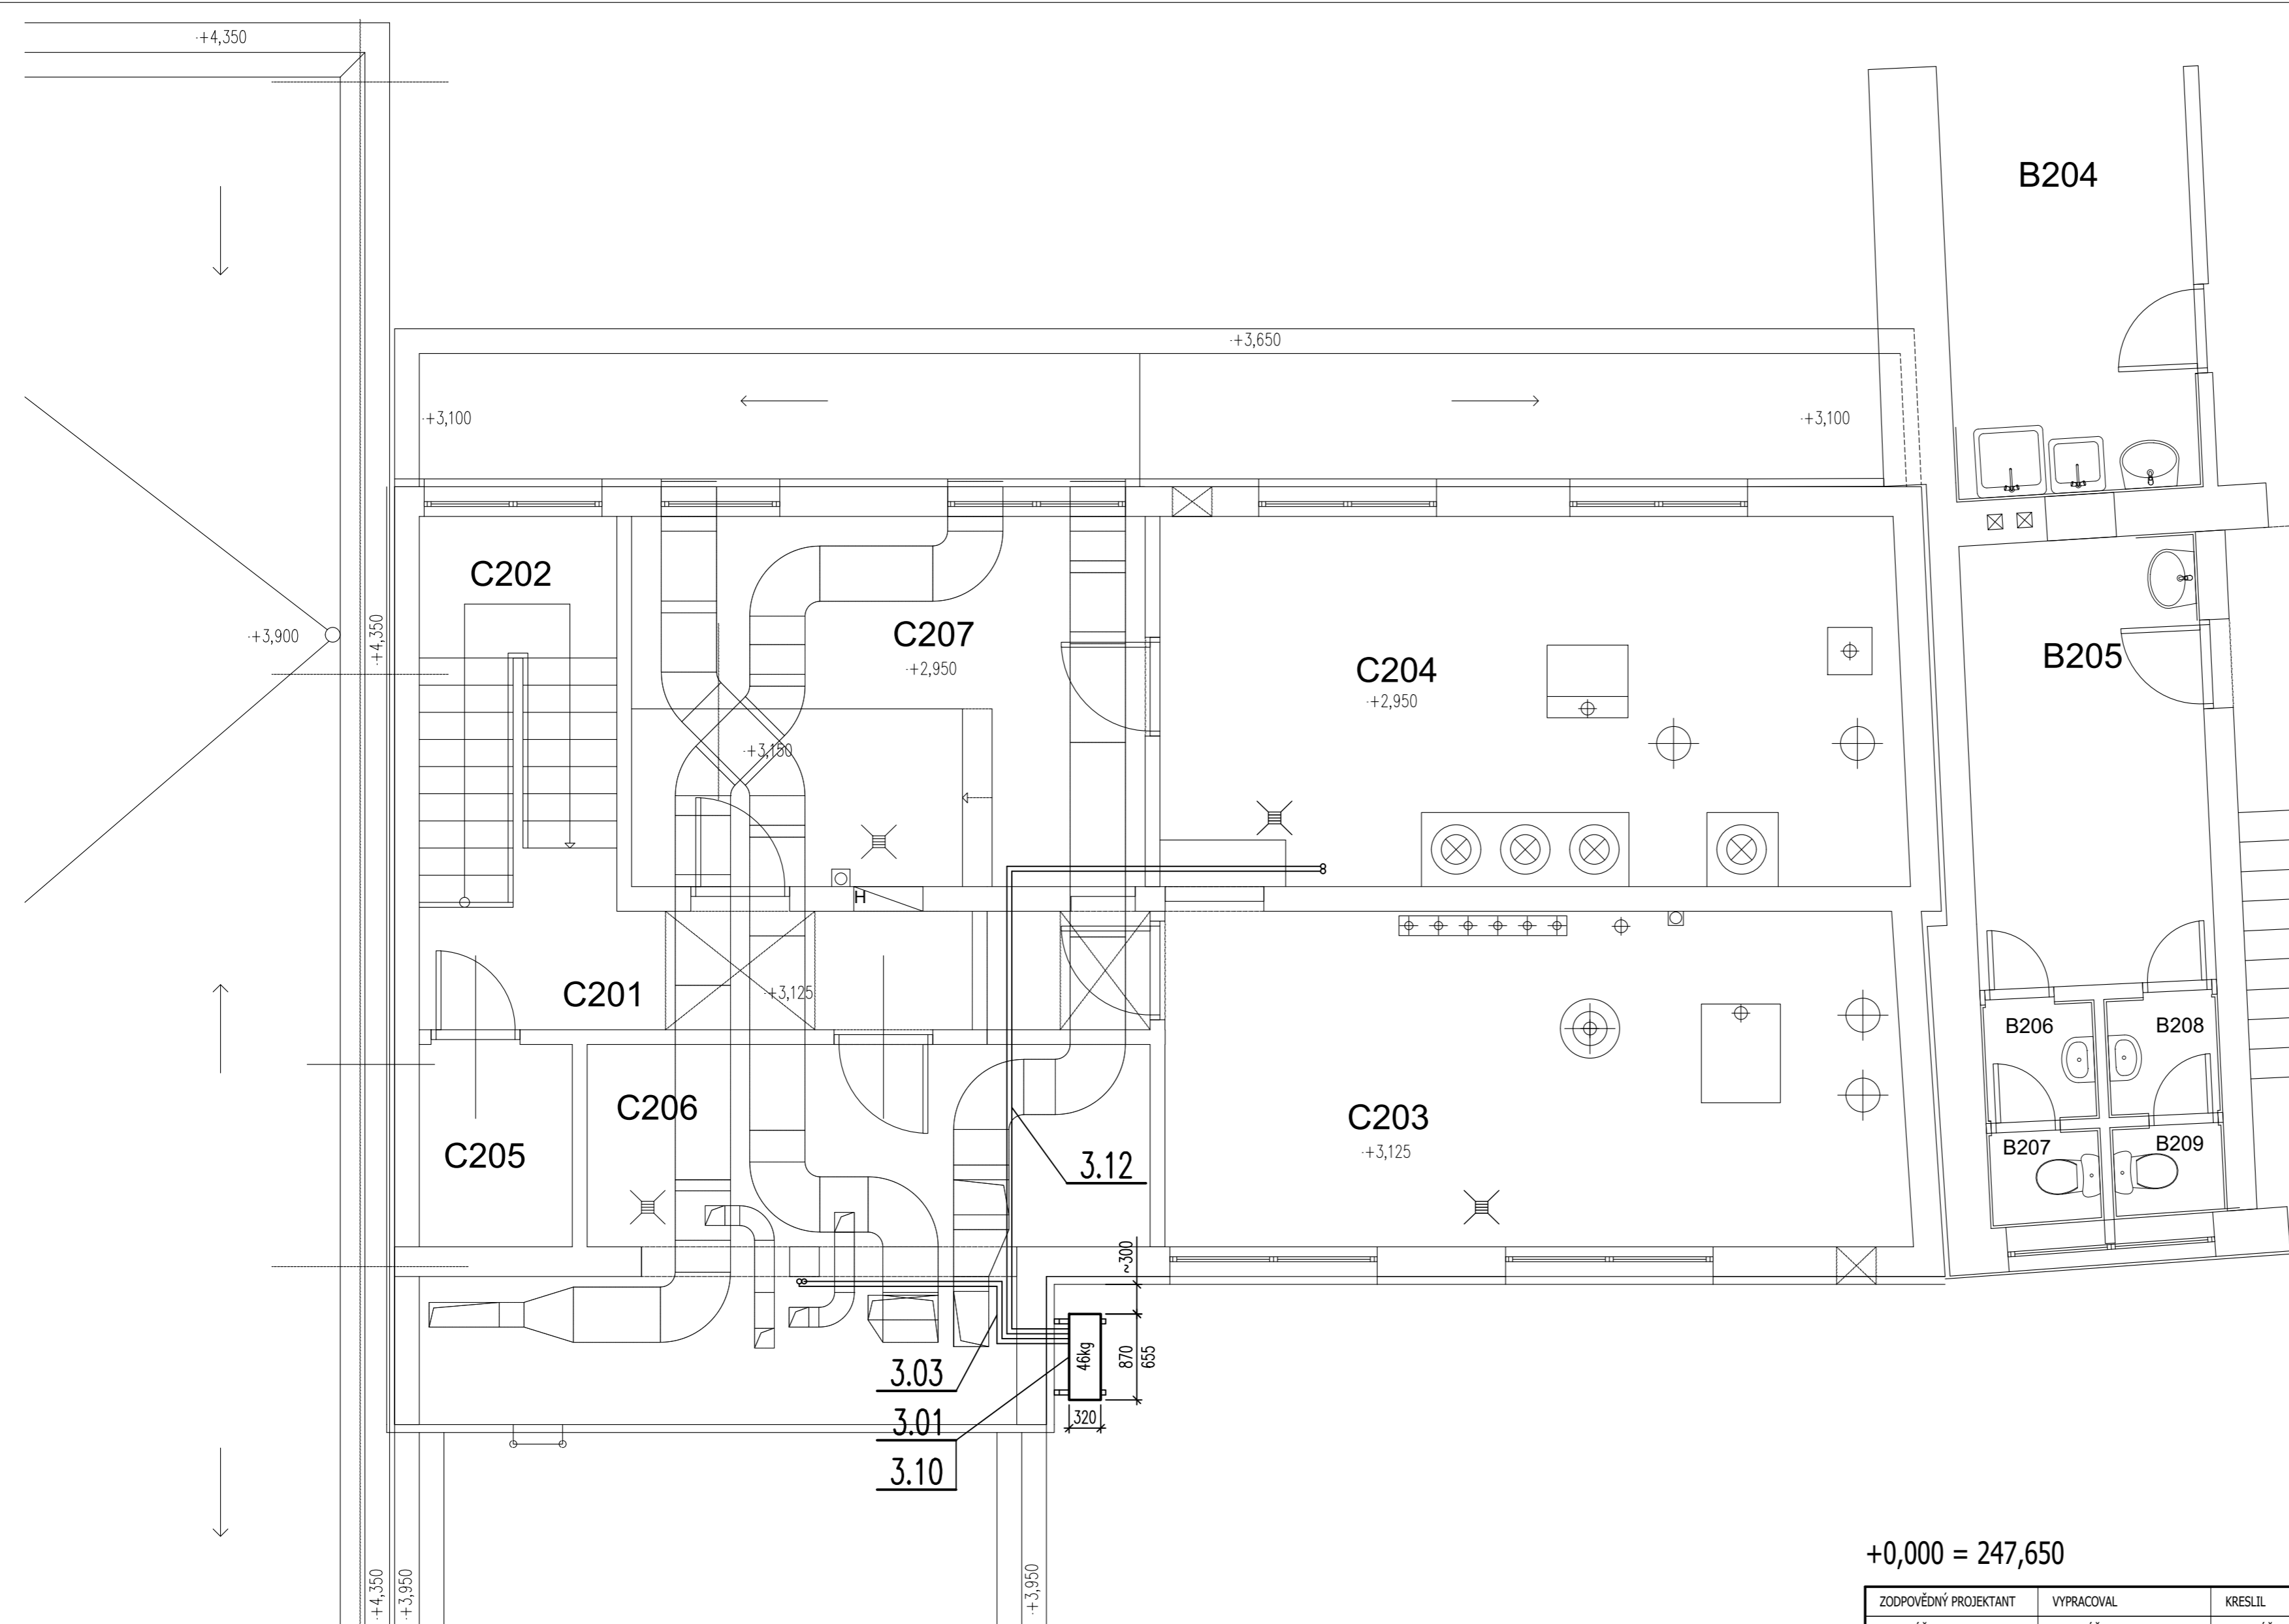 +4,350
B204
+3,650
+3,100
+3,100
C202
+3,900
+4,350
C207
+2,950
C204
+2,950
B205
+3,150
H
C201
+3,125
C206
C205
C203
+3,125
B206
B208
B207
B209
3.12
~300
3.03
46kg
870
655
3.01
320
3.10
+4,350
+3,950
+3,950
+0,000 = 247,650
ZODPOVĚDNÝ PROJEKTANT
VYPRACOVAL
KRESLIL